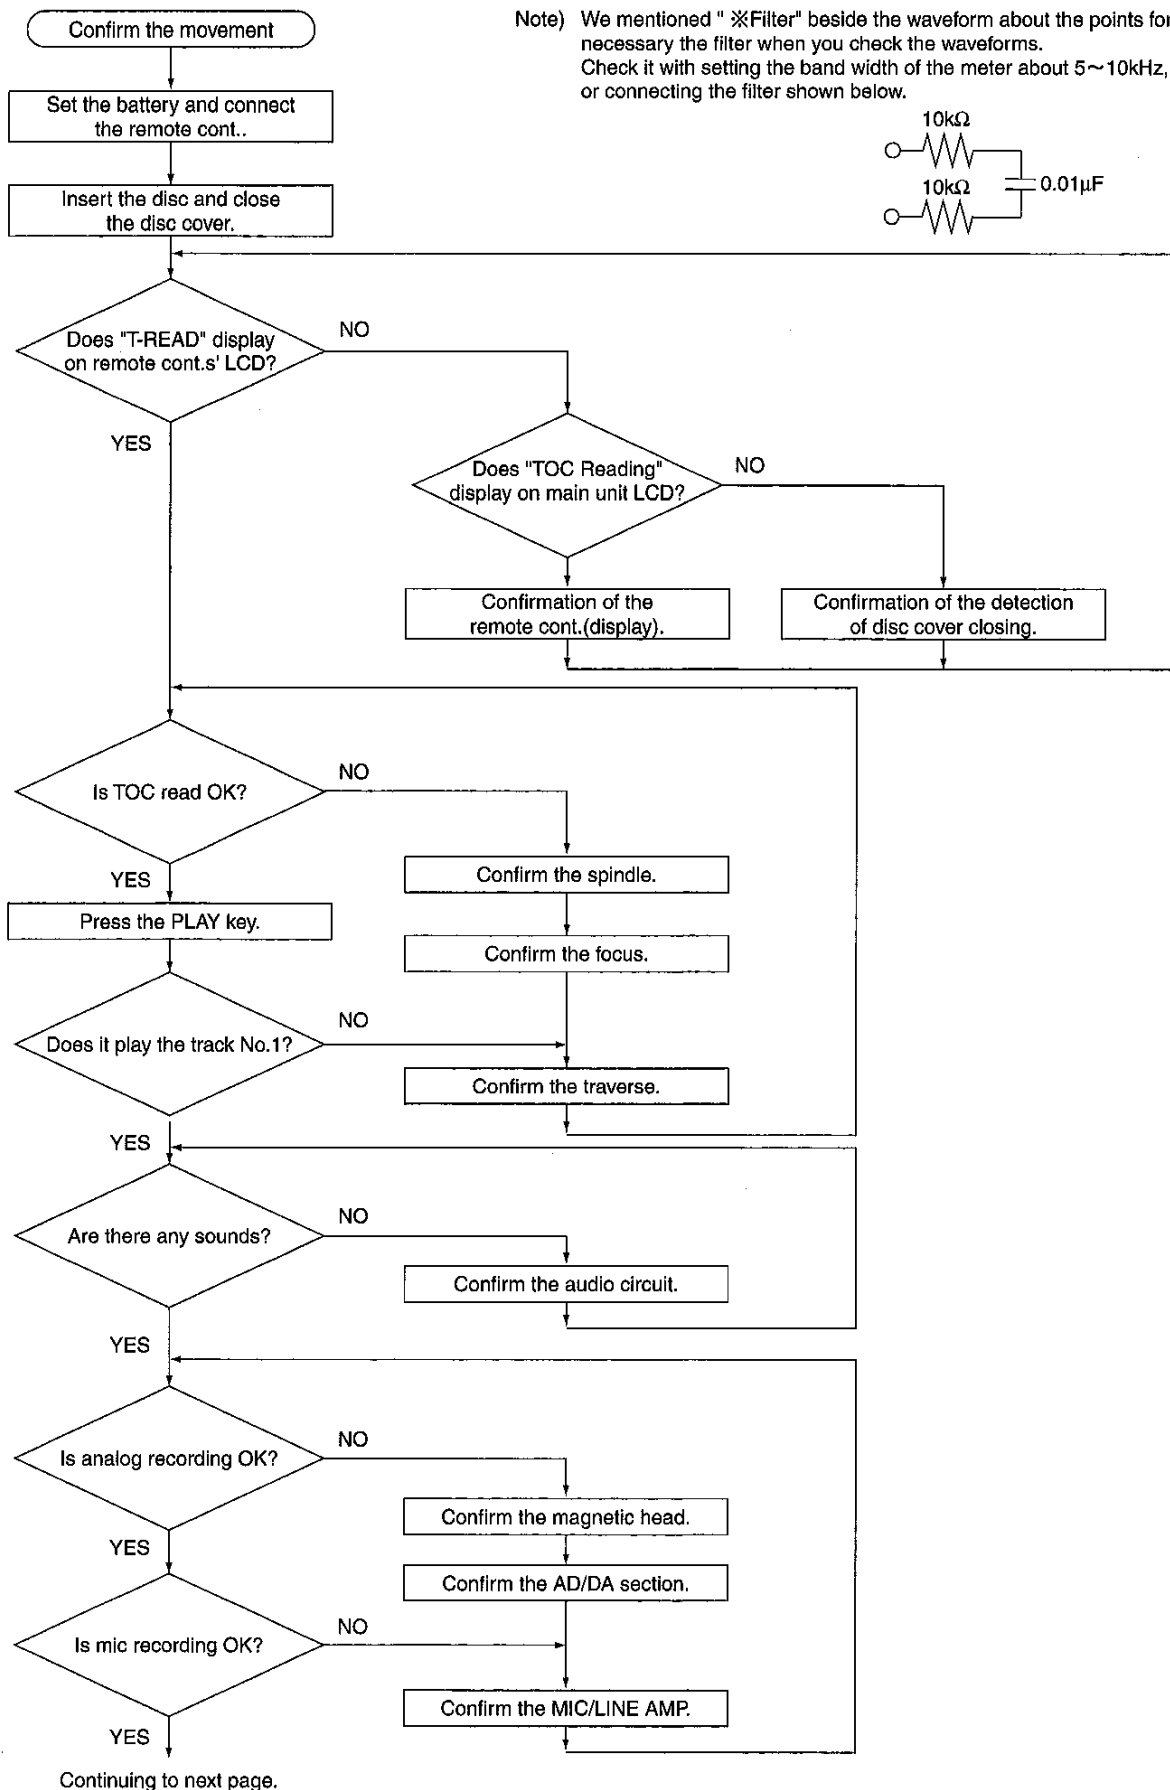 Confirm the movement
Note) We mentioned " ※Filter" beside the waveform about the points for
necessary the filter when you check the waveforms.
Check it with setting the band width of the meter about 5~10kHz,
or connecting the filter shown below.
Set the battery and connect
the remote cont..
10kΩ
10kΩ
0.01µF
Insert the disc and close
the disc cover.
Does "T-READ" display
on remote cont.s' LCD?
NO
YES
Does "TOC Reading"
display on main unit LCD?
NO
Confirmation of the
remote cont.(display).
Confirmation of the detection
of disc cover closing.
Is TOC read OK?
NO
YES
Confirm the spindle.
Press the PLAY key.
Confirm the focus.
Does it play the track No.1?
NO
Confirm the traverse.
YES
Are there any sounds?
NO
Confirm the audio circuit.
YES
Is analog recording OK?
NO
Confirm the magnetic head.
YES
Confirm the AD/DA section.
Is mic recording OK?
NO
Confirm the MIC/LINE AMP.
YES
Continuing to next page.